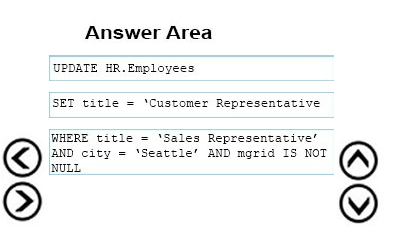 Answer Area
UPDATE HR.Employees
SET title = ‘Customer Representative
WHERE title = ‘Sales Representative’
AND city = ‘Seattle’ AND mgrid IS NOT
NULL